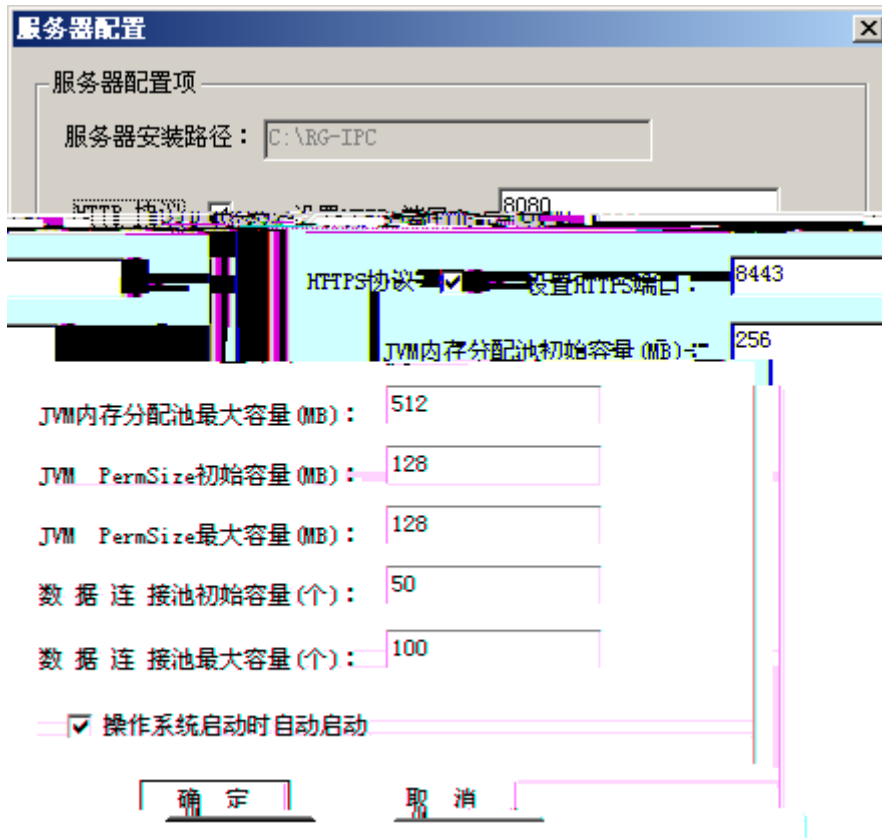 服务器配置
服务器配置项
服务器安装路径： C:\RG-IPC
HTTP 协议 8080
HTTPS协议 设置HTTPS端口： 8443
JVM内存分配池初始容量(MB)： 256
JVM内存分配池最大容量(MB)： 512
JVM PermSize初始容量(MB)： 128
JVM PermSize最大容量(MB)： 128
数 据 连 接池初始容量(个)： 50
数 据 连 接池最大容量(个)： 100
操作系统启动时自动启动
确 定 取 消